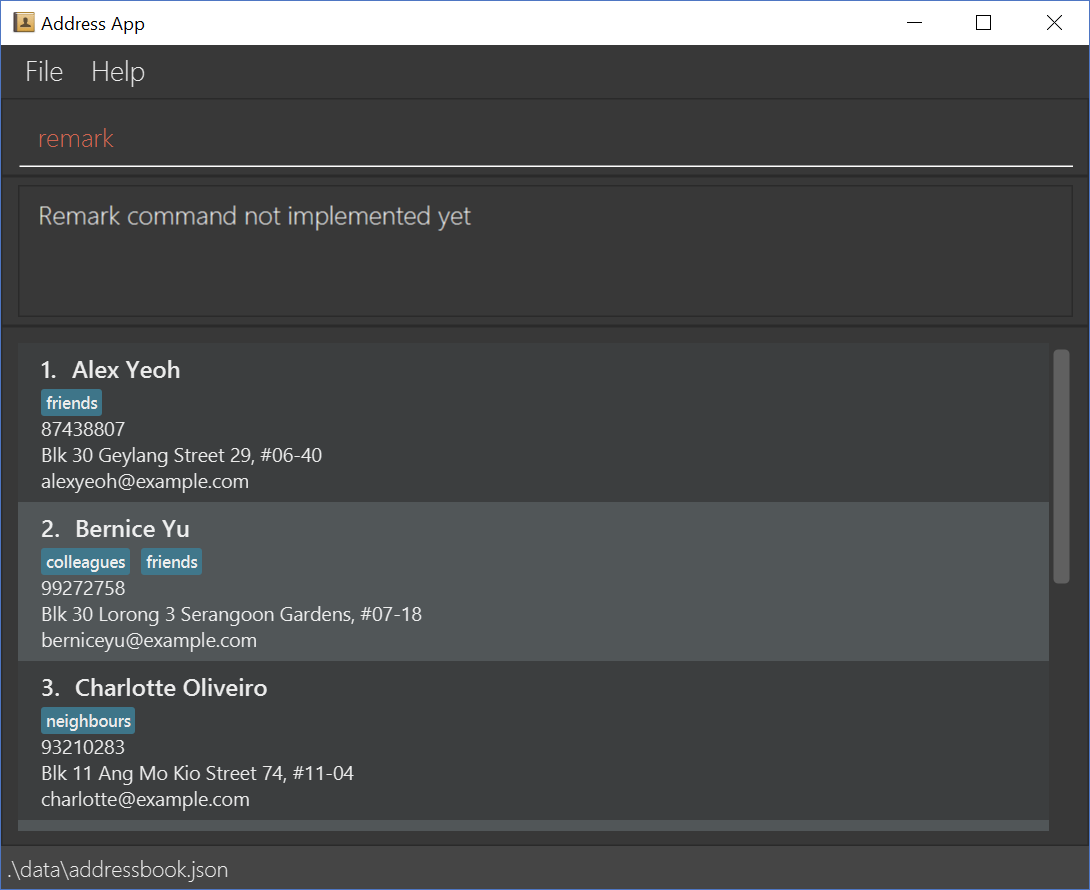 Address App
File Help
remark
Remark command not implemented yet
1. Alex Yeoh
friends
87438807
Blk 30 Geylang Street 29, #06-40
alexyeoh@example.com
2. Bernice Yu
colleagues friends
99272758
Blk 30 Lorong 3 Serangoon Gardens, #07-18
berniceyu@example.com
3. Charlotte Oliveiro
neighbours
93210283
Blk 11 Ang Mo Kio Street 74, #11-04
charlotte@example.com
.\data\addressbook.json